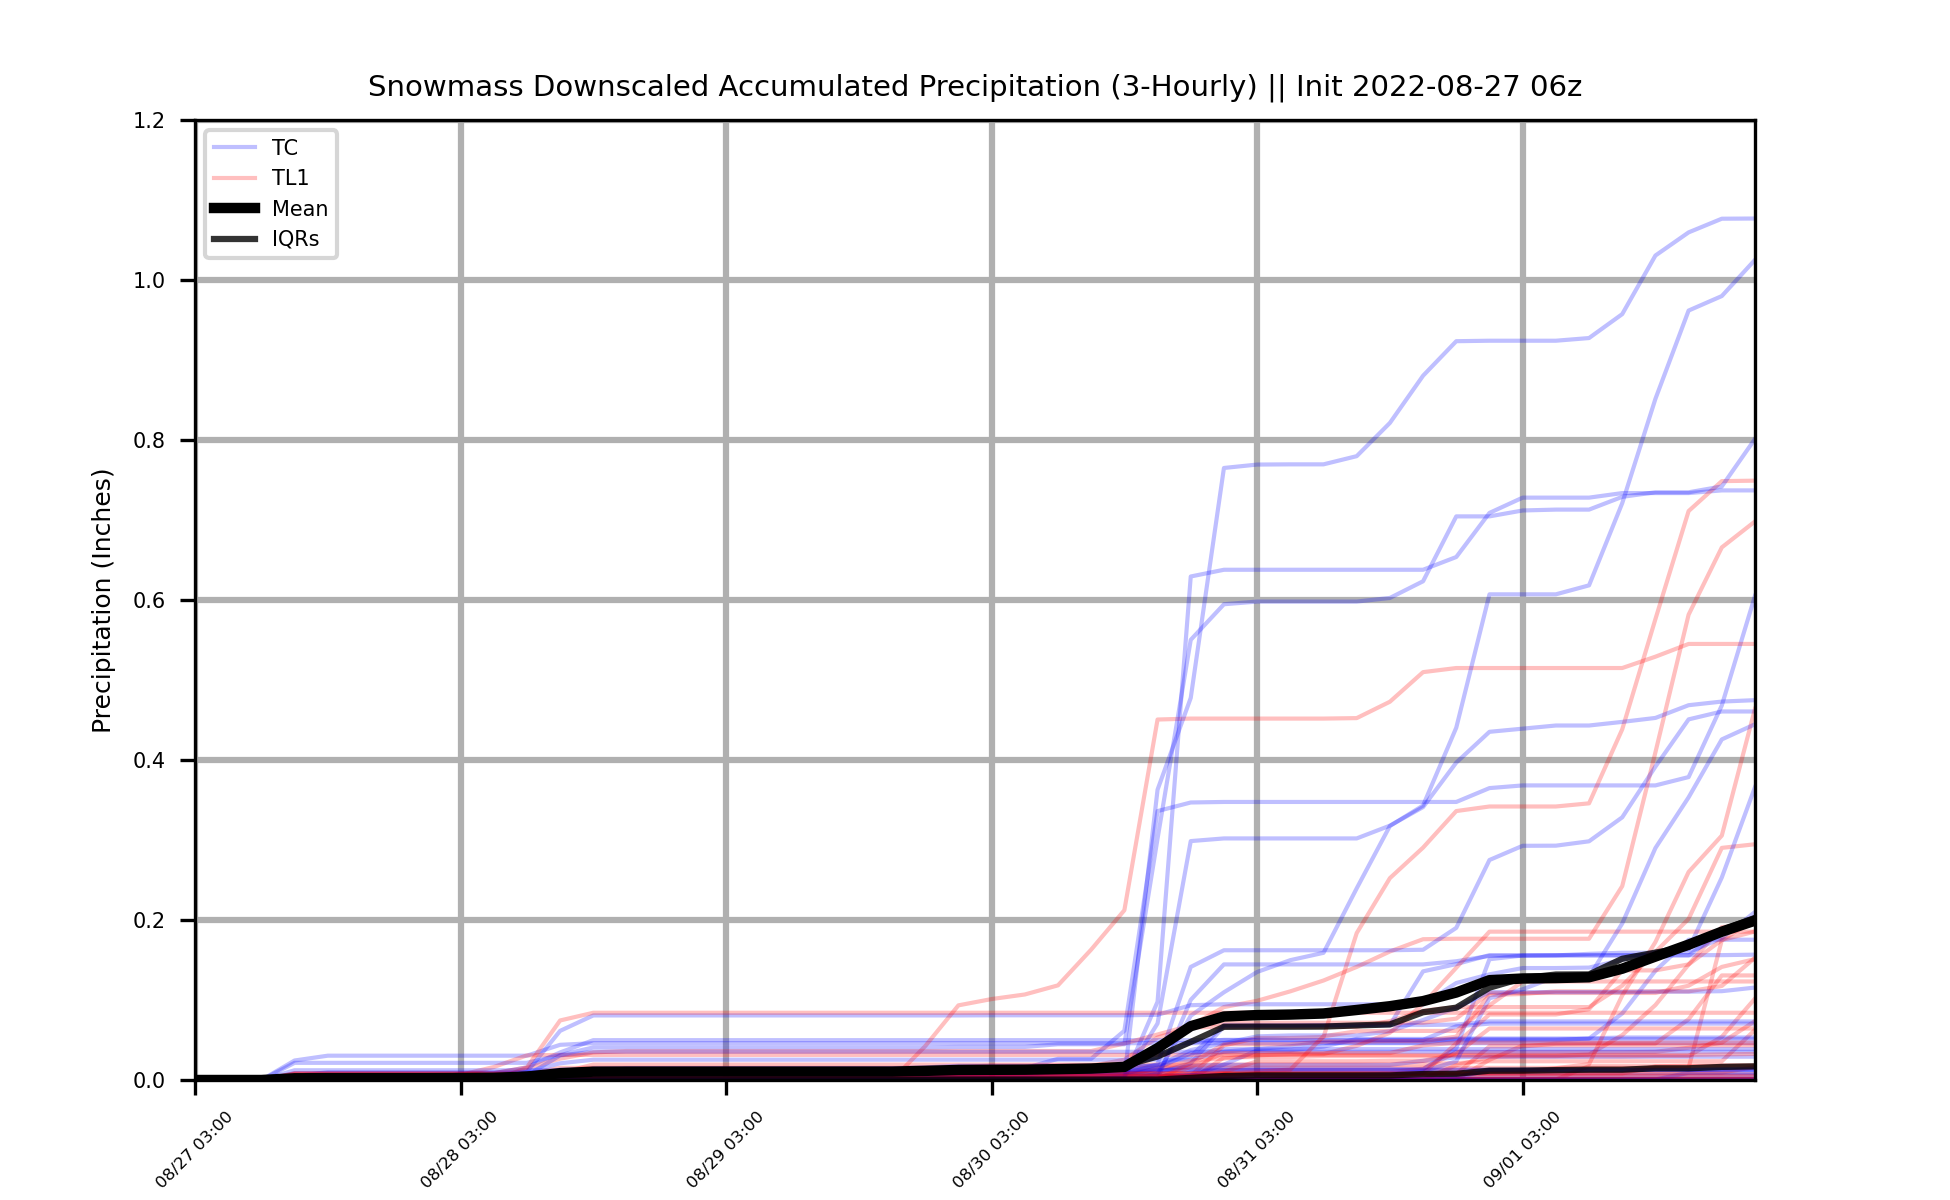 Snowmass Downscaled Accumulated Precipitation (3-Hourly) || Init 2022-08-27 06z
TC
TL1
Mean
IQRs
Precipitation (Inches)
1.2
1.0
0.8
0.6
0.4
0.2
0.0
08/27 03:00
08/28 03:00
08/29 03:00
08/30 03:00
08/31 03:00
09/01 03:00